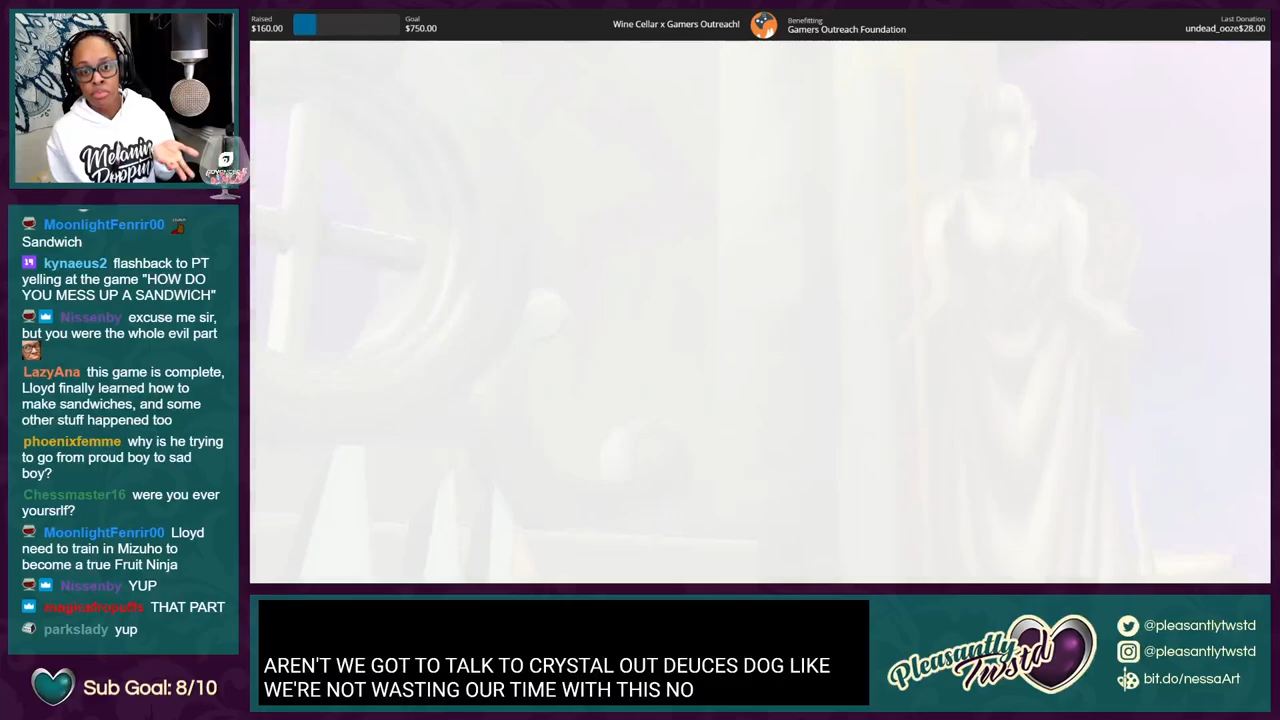 Raised
$160.00
Goal
$750.00
Wine Cellar x Gamers Outreach!
Benefitting
Gamers Outreach Foundation
Last Donation
undead_ooze$28.00
Melanin
Poppin
MoonlightFenrir00
Sandwich
kynaeus2 flashback to PT
yelling at the game "HOW DO
YOU MESS UP A SANDWICH"
Nissenby excuse me sir,
but you were the whole evil part
LazyAna this game is complete,
Lloyd finally learned how to
make sandwiches, and some
other stuff happened too
phoenixfemme why is he trying
to go from proud boy to sad
boy?
Chessmaster16 were you ever
yoursrlf?
MoonlightFenrir00 Lloyd
need to train in Mizuho to
become a true Fruit Ninja
Nissenby YUP
magicafropuffs THAT PART
parkslady yup
Sub Goal: 8/10
AREN'T WE GOT TO TALK TO CRYSTAL OUT DEUCES DOG LIKE
WE'RE NOT WASTING OUR TIME WITH THIS NO
Pleasantly
Twstd
@pleasantlytwstd
@pleasantlytwstd
bit.do/nessaArt